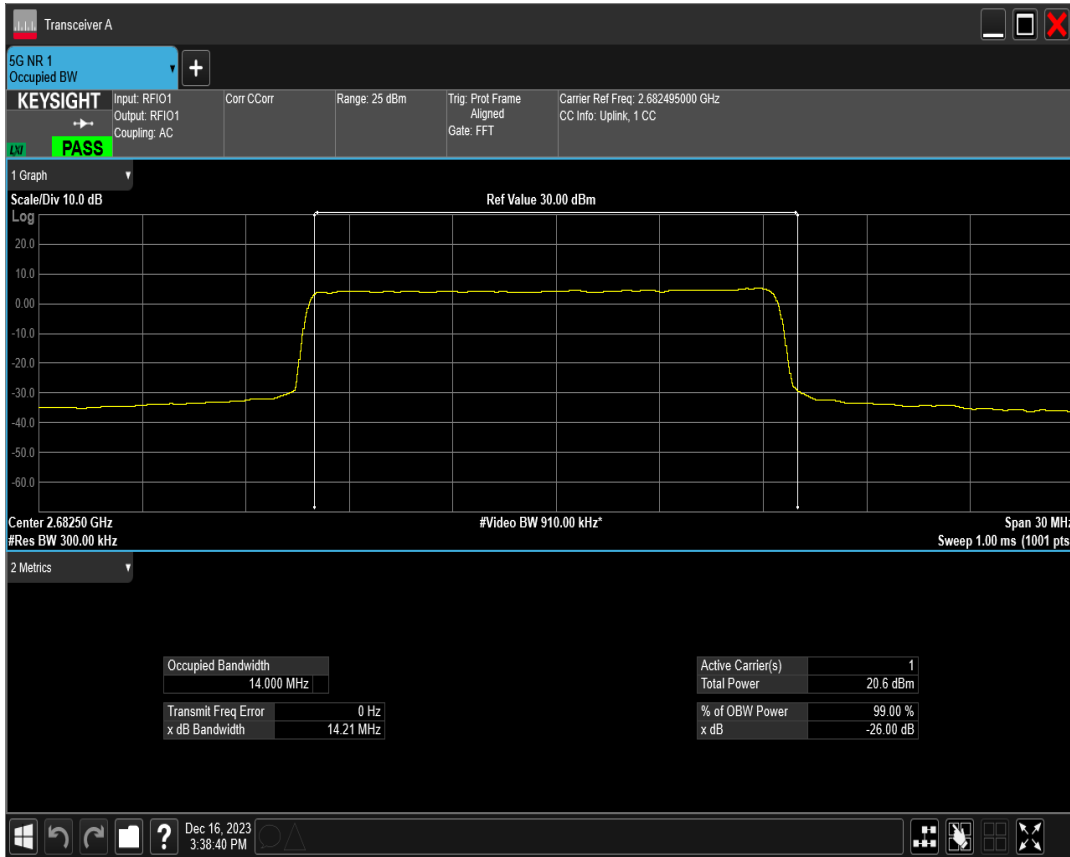 Transceiver A
5G NR 1
Occupied BW
+
KEYSIGHT
LXI
PASS
Input: RFIO1
Output: RFIO1
Coupling: AC
Corr CCorr
Range: 25 dBm
Trig: Prot Frame
Aligned
Gate: FFT
Carrier Ref Freq: 2.682495000 GHz
CC Info: Uplink, 1 CC
1 Graph
Scale/Div 10.0 dB
Ref Value 30.00 dBm
Log
20.0
10.0
0.00
-10.0
-20.0
-30.0
-40.0
-50.0
-60.0
Center 2.68250 GHz
#Video BW 910.00 kHz*
Span 30 MHz
#Res BW 300.00 kHz
Sweep 1.00 ms (1001 pts
2 Metrics
Occupied Bandwidth
14.000 MHz
Transmit Freq Error 0 Hz
x dB Bandwidth 14.21 MHz
Active Carrier(s) 1
Total Power 20.6 dBm
% of OBW Power 99.00 %
x dB -26.00 dB
?
Dec 16, 2023
3:38:40 PM